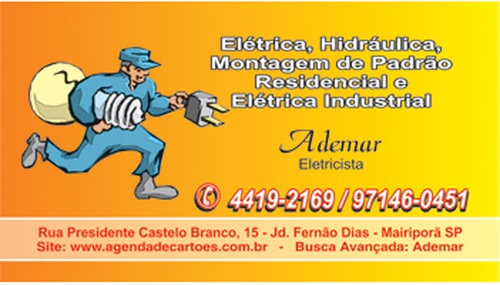 Elétrica, Hidráulica,
Montagem de Padrão
Residencial e
Elétrica Industrial
Ademar
Eletricista
4419-2169 / 97146-0451
Rua Presidente Castelo Branco, 15 - Jd. Fernão Dias - Mairiporã SP
Site: www.agendadecartoes.com.br - Busca Avançada: Ademar